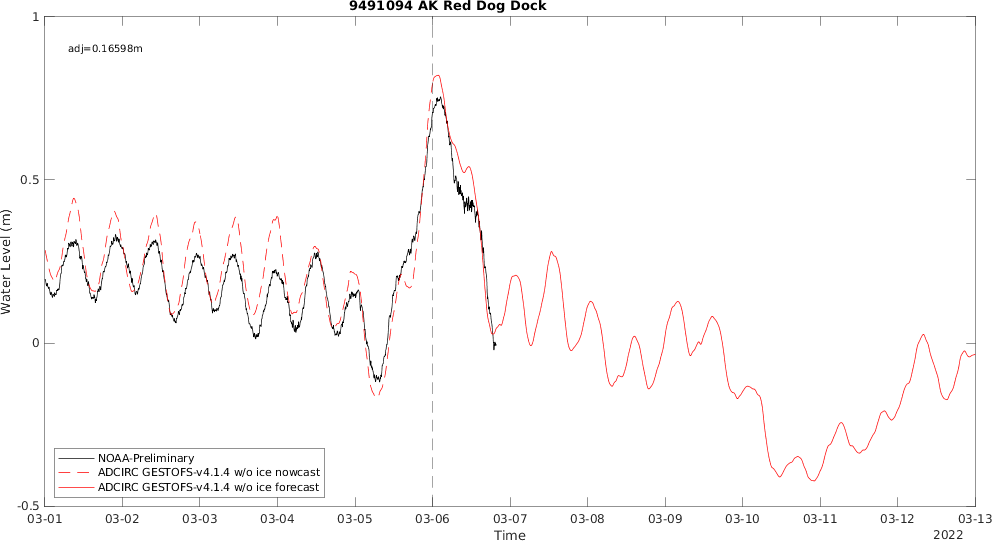 9491094 AK Red Dog Dock
adj=0.16598m
1
0.5
0
-0.5
Water Level (m)
NOAA-Preliminary
ADCIRC GESTOFS-v4.1.4 w/o ice nowcast
ADCIRC GESTOFS-v4.1.4 w/o ice forecast
03-01 03-02 03-03 03-04 03-05 03-06 03-07 03-08 03-09 03-10 03-11 03-12 03-13
Time
2022